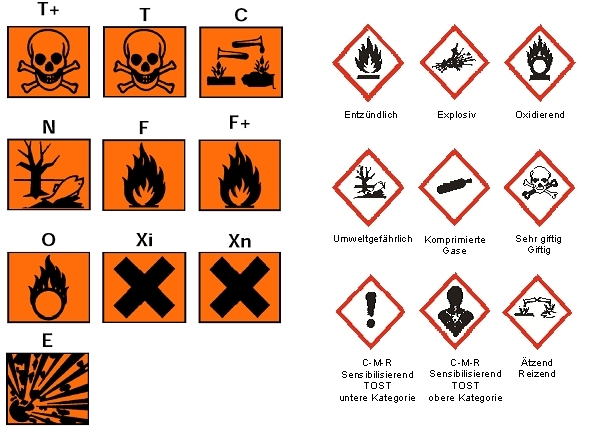 T+ T C
N F F+
O Xi Xn
E
Entzündlich Explosiv Oxidierend
Umweltgefährlich Komprimierte Gase Sehr giftig Giftig
C-M-R
Sensibilisierend
TOST
untere Kategorie
C-M-R
Sensibilisierend
TOST
obere Kategorie
Ätzend
Reizend